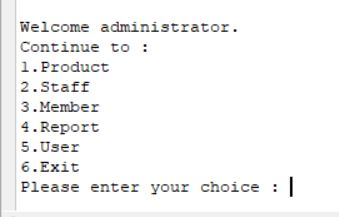 Welcome administrator.
Continue to :
1.Product
2.Staff
3.Member
4.Report
5.User
6.Exit
Please enter your choice :